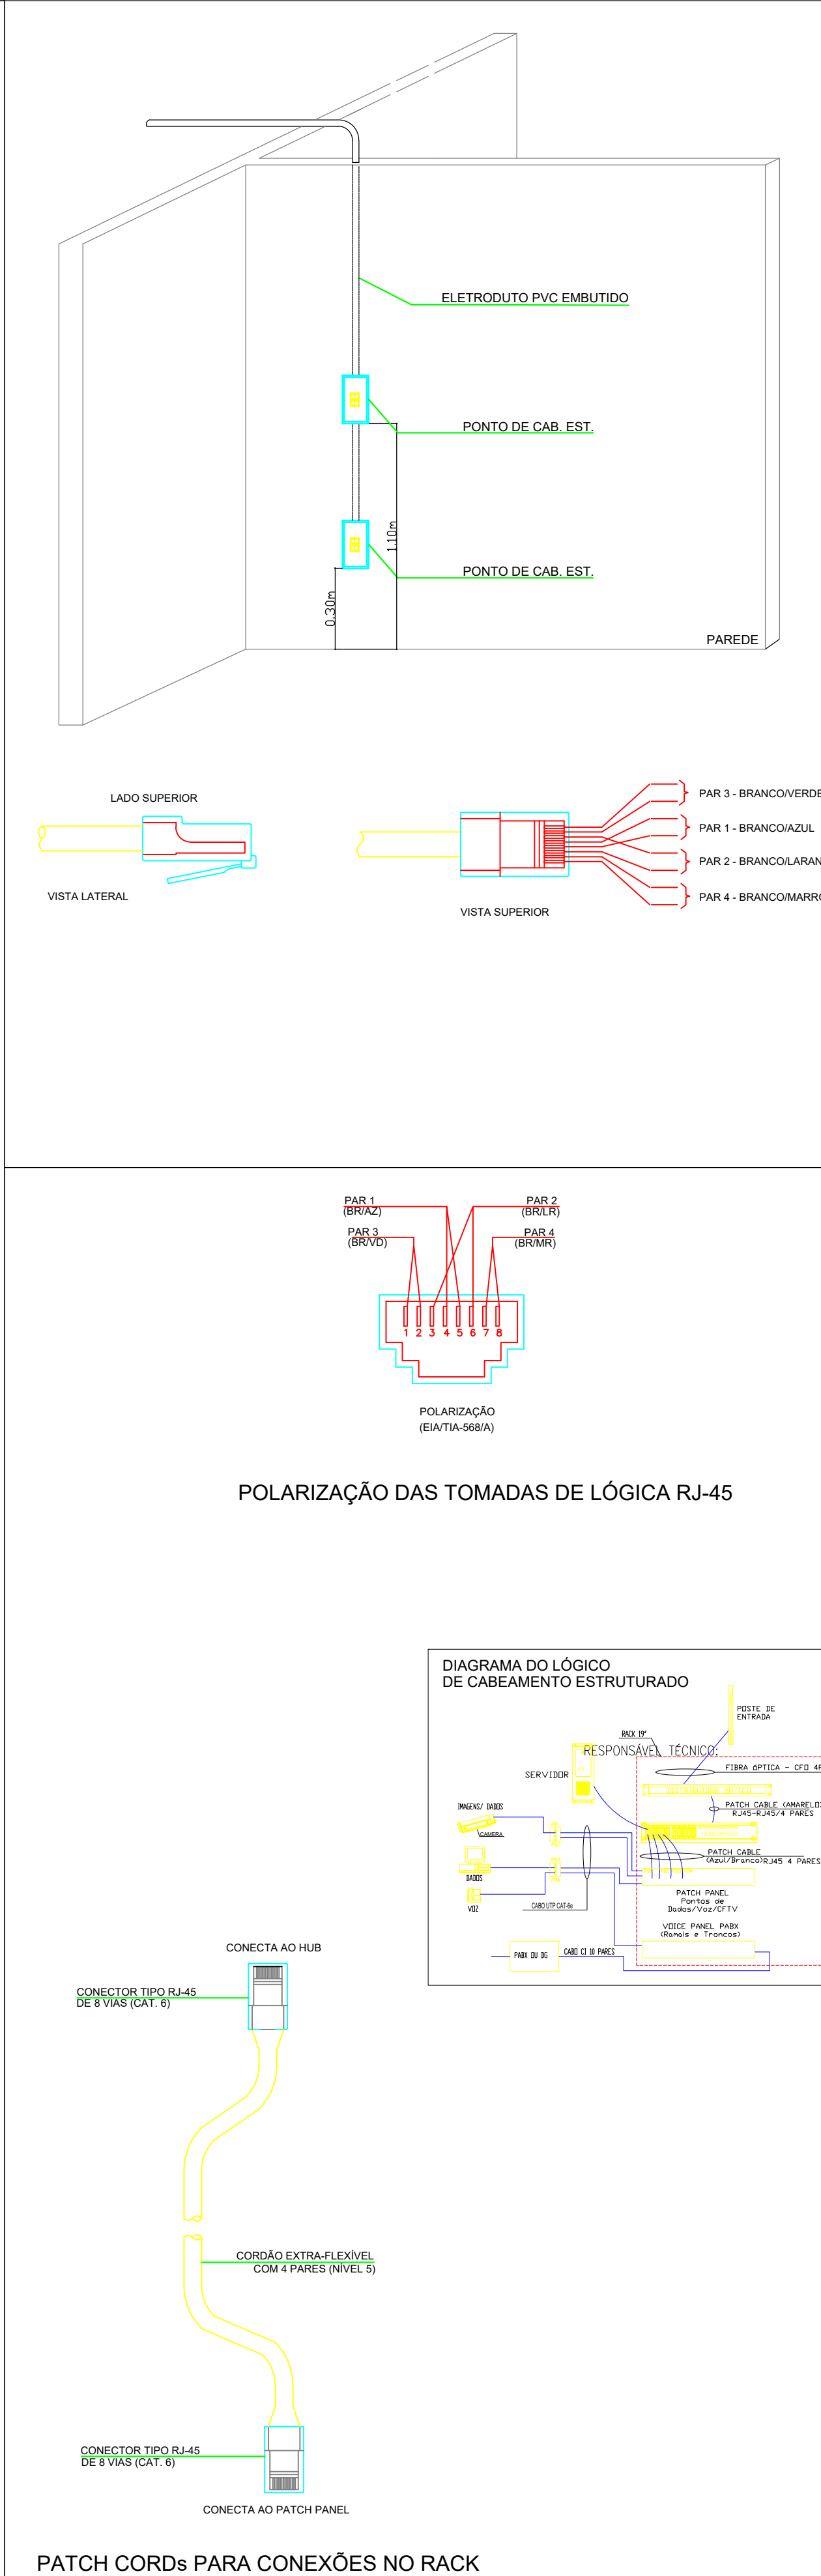 ELETRODUTO PVC EMBUTIDO
PONTO DE CAB. EST.
1.10m
PONTO DE CAB. EST.
0.30m
PAREDE
LADO SUPERIOR
VISTA LATERAL
PAR 3 - BRANCO/VERDE
PAR 1 - BRANCO/AZUL
PAR 2 - BRANCO/LARAN
PAR 4 - BRANCO/MARRO
VISTA SUPERIOR
PAR 1
(BR/AZ)
PAR 2
(BR/LR)
PAR 3
(BR/VD)
PAR 4
(BR/MR)
1 2 3 4 5 6 7 8
POLARIZAÇÃO
(EIA/TIA-568/A)
POLARIZAÇÃO DAS TOMADAS DE LÓGICA RJ-45
DIAGRAMA DO LÓGICO
DE CABEAMENTO ESTRUTURADO
POSTE DE
ENTRADA
RACK 19"
RESPONSÁVEL TÉCNICO:
FIBRA ÓPTICA - CFO 4F
SERVIDOR
PATCH CABLE (AMARELO)
RJ45-RJ45/4 PARES
IMAGENS/ DADOS
CAMERA
PATCH CABLE
(Azul/Branco)RJ45 4 PARES
DADOS
VOZ
CABO UTP CAT-6e
PATCH PANEL
Pontos de
Dados/Voz/CFTV
VOICE PANEL PABX
(Ramais e Troncos)
PABX OU DG
CABO CI 10 PARES
CONECTA AO HUB
CONECTOR TIPO RJ-45
DE 8 VIAS (CAT. 6)
CORDÃO EXTRA-FLEXÍVEL
COM 4 PARES (NÍVEL 5)
CONECTOR TIPO RJ-45
DE 8 VIAS (CAT. 6)
CONECTA AO PATCH PANEL
PATCH CORDs PARA CONEXÕES NO RACK